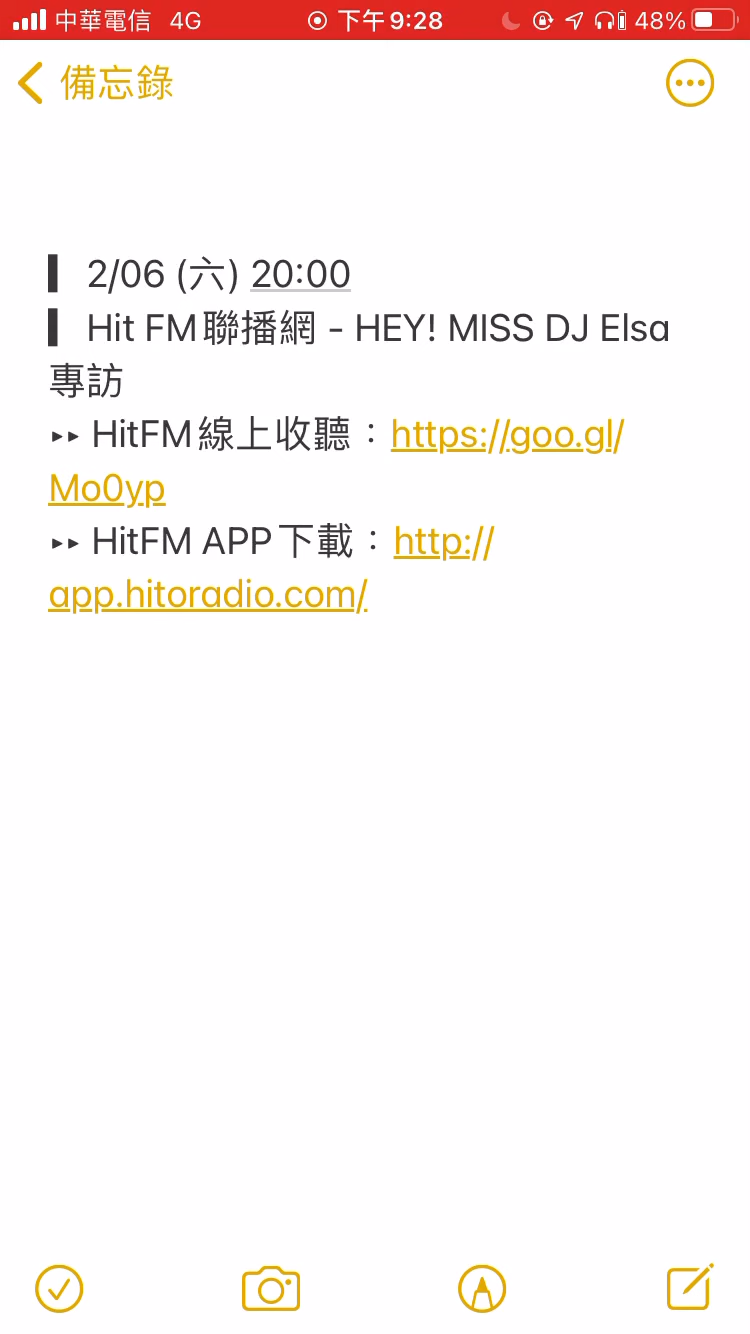 中華電信 4G 下午9:28 48%
備忘錄
▍ 2/06 (六) 20:00
▍ Hit FM聯播網 - HEY! MISS DJ Elsa
專訪
▸▸ HitFM線上收聽：https://goo.gl/
Mo0yp
▸▸ HitFM APP下載：http://
app.hitoradio.com/